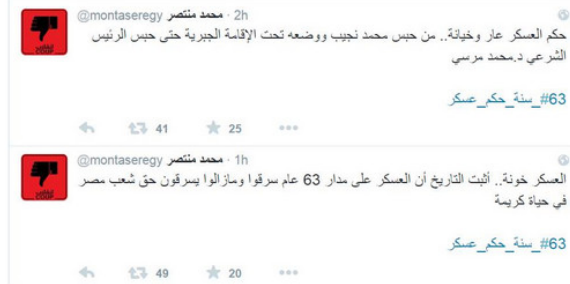 محمد منتصر @montaseregy · 2h
حكم العسكر عار وخيانة.. من حبس محمد نجيب ووضعه تحت الإقامة الجبرية حتى حبس الرئيس
الشرعي د.محمد مرسي
#63_سنة_حكم_عسكر
41 25
محمد منتصر @montaseregy · 1h
العسكر خونة.. أثبت التاريخ أن العسكر على مدار 63 عام سرقوا ومازالوا يسرقون حق شعب مصر
في حياة كريمة
#63_سنة_حكم_عسكر
49 20